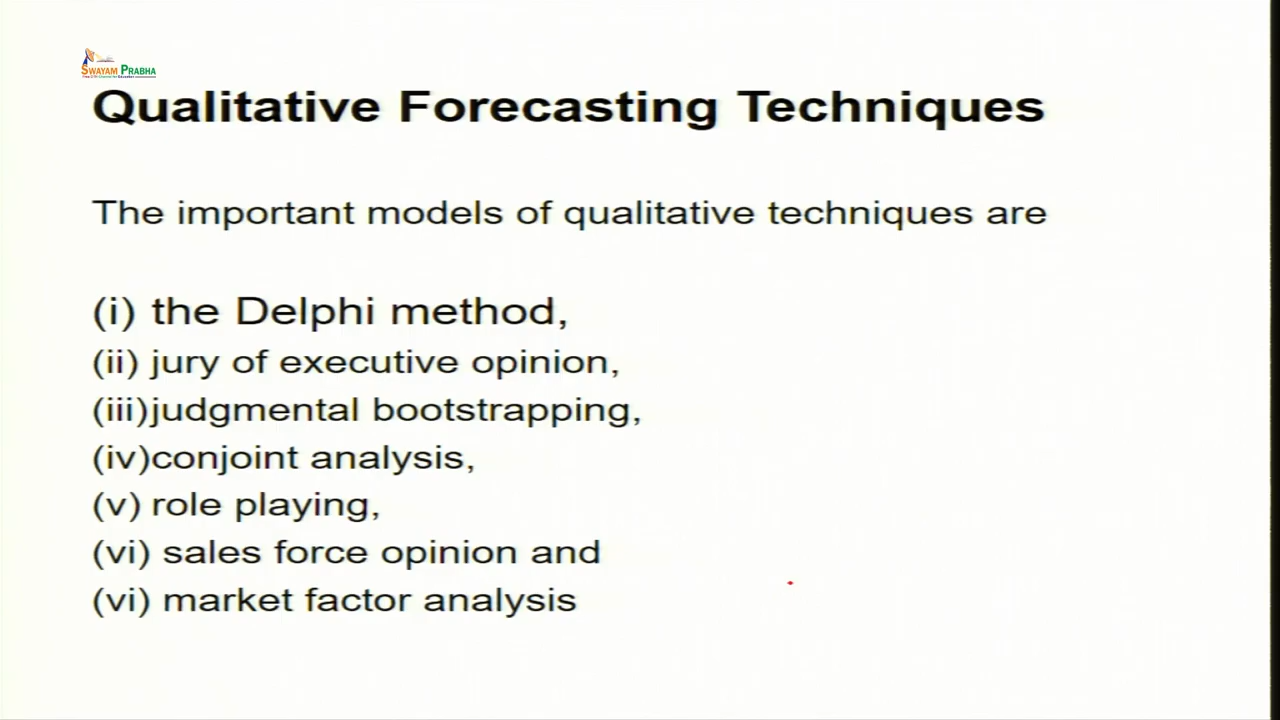 SWAYAM PRABHA
Qualitative Forecasting Techniques
The important models of qualitative techniques are
(i) the Delphi method,
(ii) jury of executive opinion,
(iii)judgmental bootstrapping,
(iv)conjoint analysis,
(v) role playing,
(vi) sales force opinion and
(vi) market factor analysis